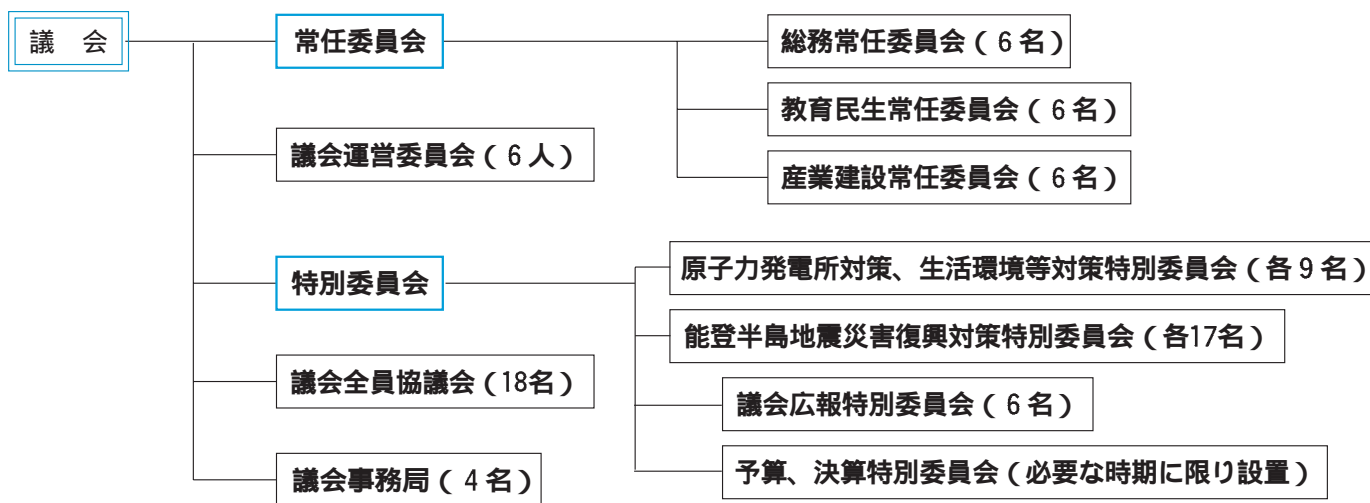 議　会
常任委員会
総務常任委員会（６名）
教育民生常任委員会（６名）
産業建設常任委員会（６名）
議会運営委員会（６人）
特別委員会
原子力発電所対策、生活環境等対策特別委員会（各９名）
能登半島地震災害復興対策特別委員会（各17名）
議会広報特別委員会（６名）
予算、決算特別委員会（必要な時期に限り設置）
議会全員協議会（18名）
議会事務局（４名）